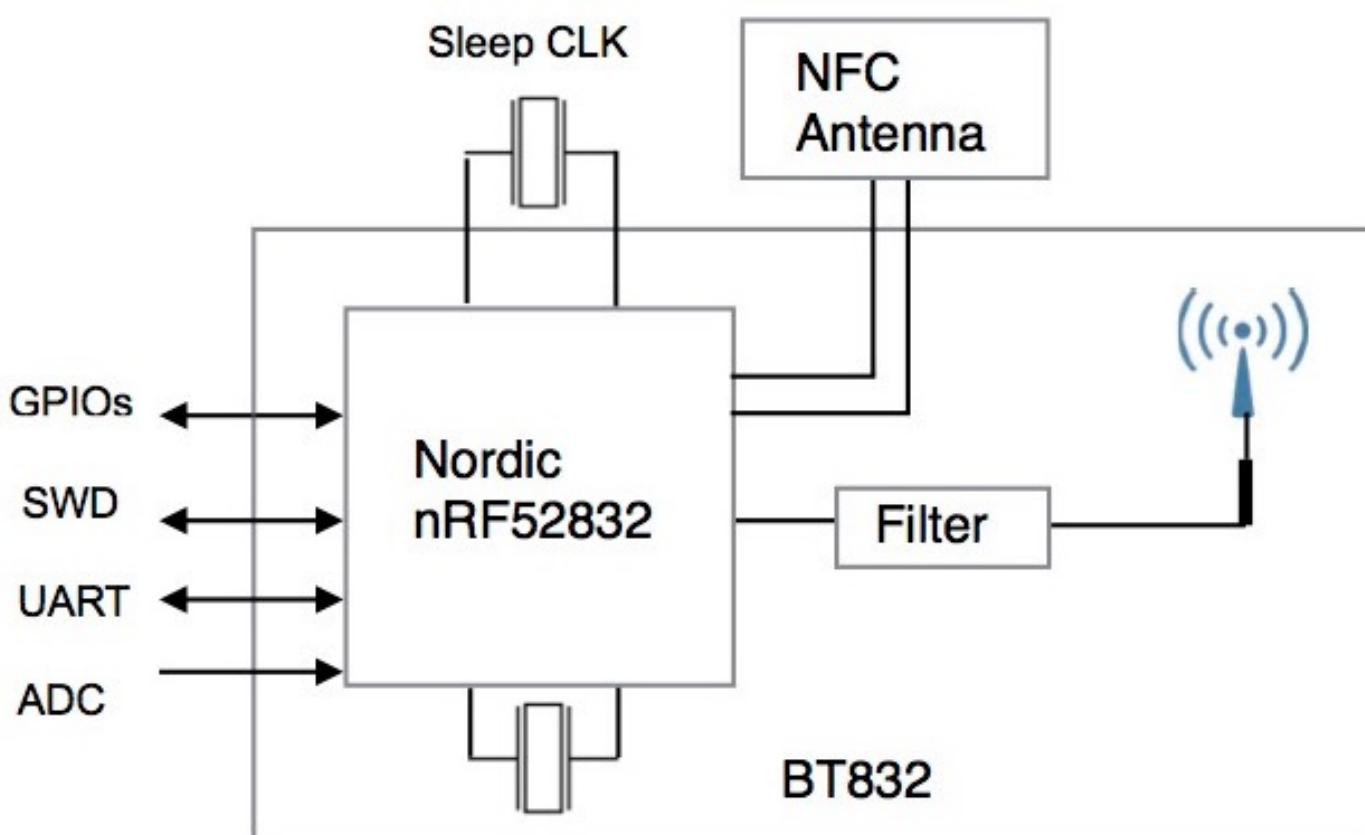 Sleep CLK
NFC
Antenna
GPIOs
SWD
UART
ADC
Nordic
nRF52832
Filter
BT832